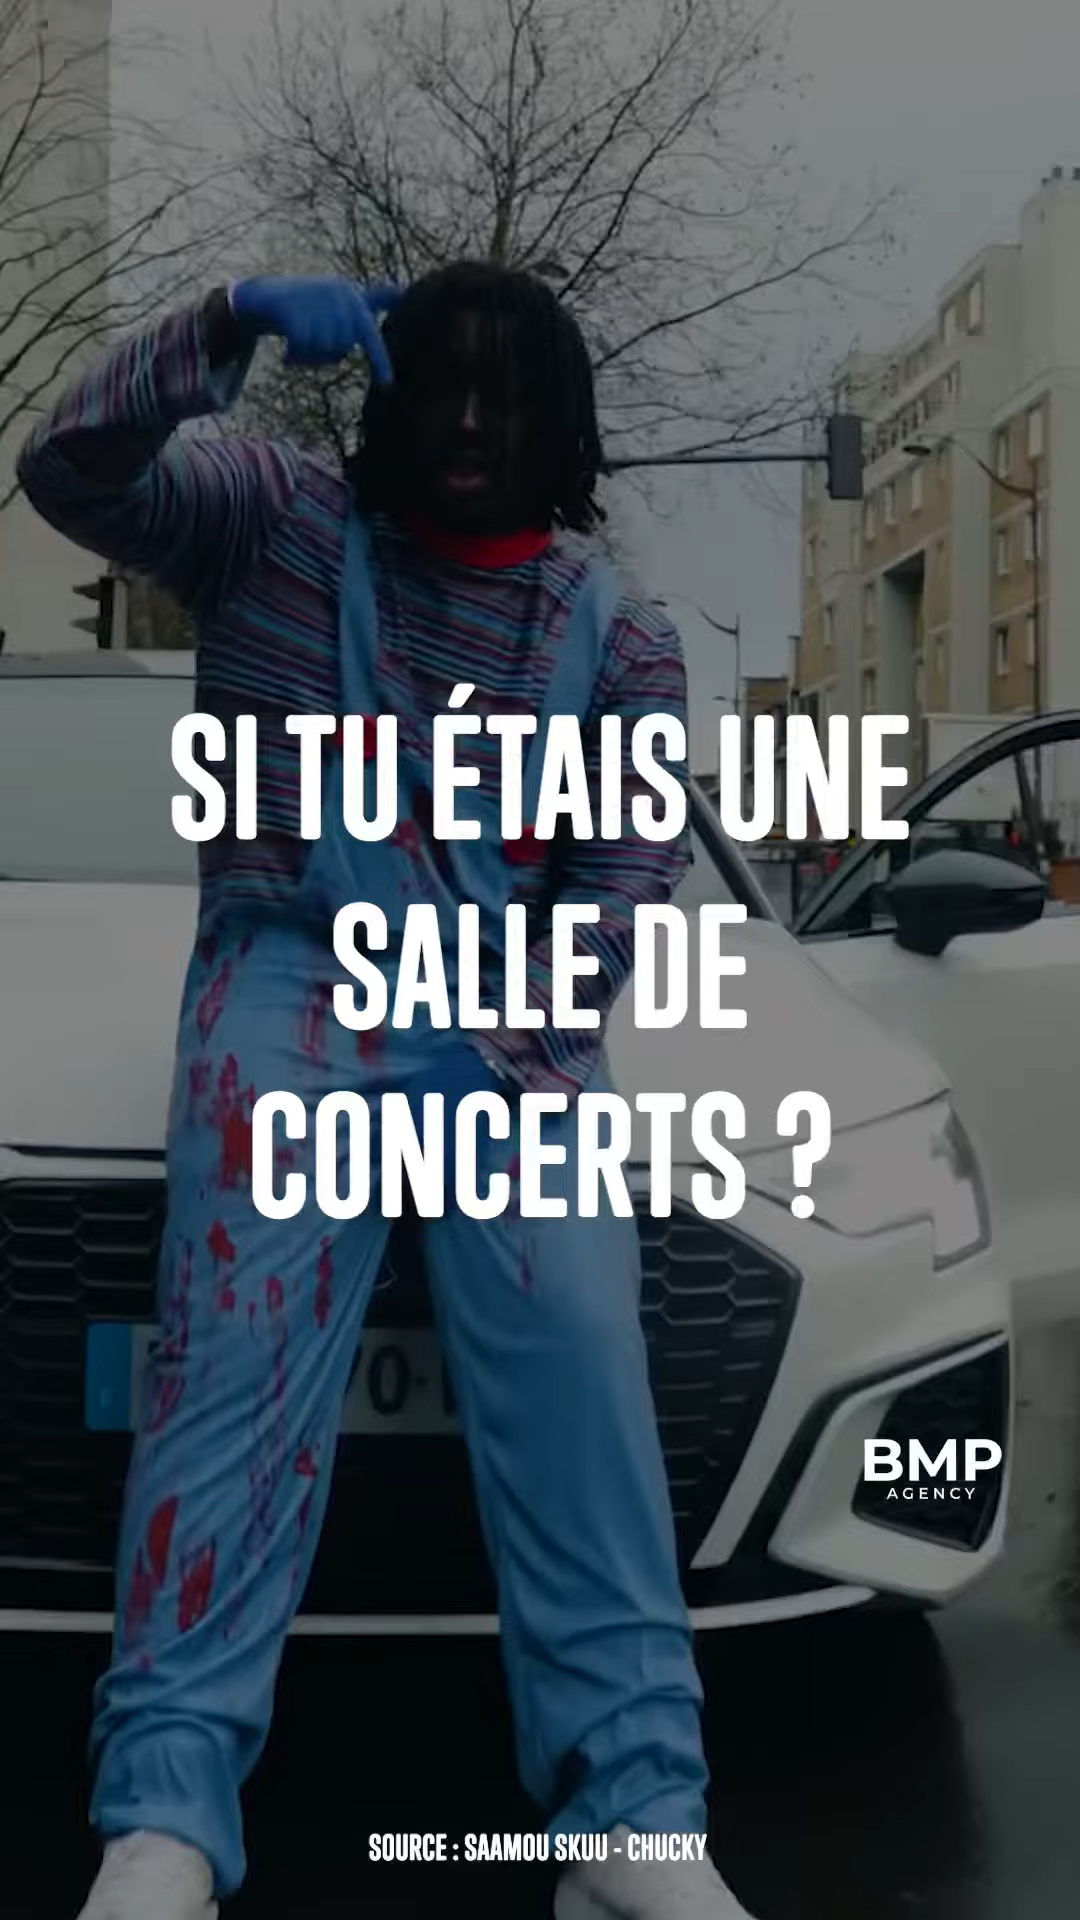 SI TU ÉTAIS UNE
SALLE DE
CONCERTS ?
BMP
AGENCY
SOURCE : SAAMOU SKUU - CHUCKY